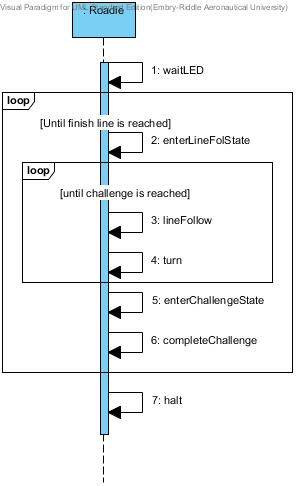 Visual Paradigm for UML Standard Edition(Embry-Riddle Aeronautical University)
: Roadie
1: waitLED
loop
[Until finish line is reached]
2: enterLineFolState
loop
[until challenge is reached]
3: lineFollow
4: turn
5: enterChallengeState
6: completeChallenge
7: halt